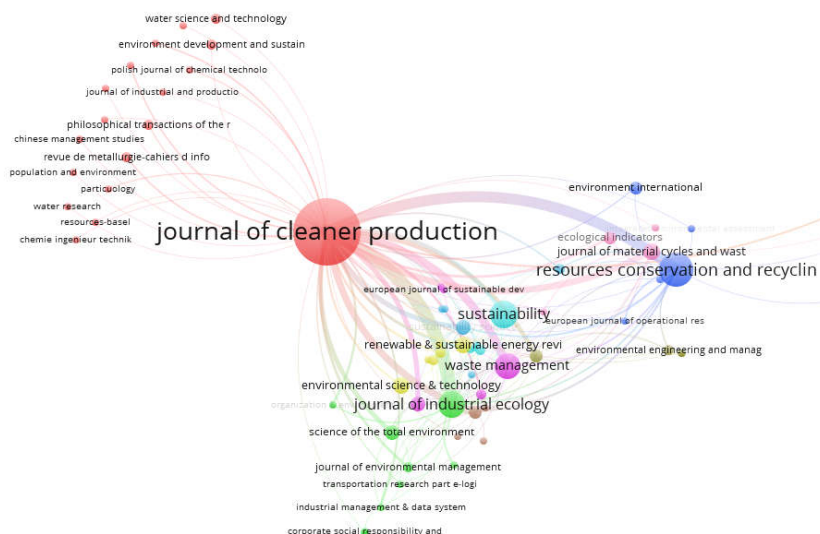 water science and technology
environment development and sustain
polish journal of chemical technolo
journal of industrial and productio
philosophical transactions of the r
chinese management studies
revue de metallurgie-cahiers d info
population and environment
particuology
water research
resources-basel
chemie ingenieur technik
journal of cleaner production
environment international
ecological indicators
journal of material cycles and wast
resources conservation and recyclin
european journal of sustainable dev
sustainability
european journal of operational res
renewable & sustainable energy revi
environmental engineering and manag
waste management
environmental science & technology
journal of industrial ecology
science of the total environment
journal of environmental management
transportation research part e-logi
industrial management & data system
corporate social responsibility and